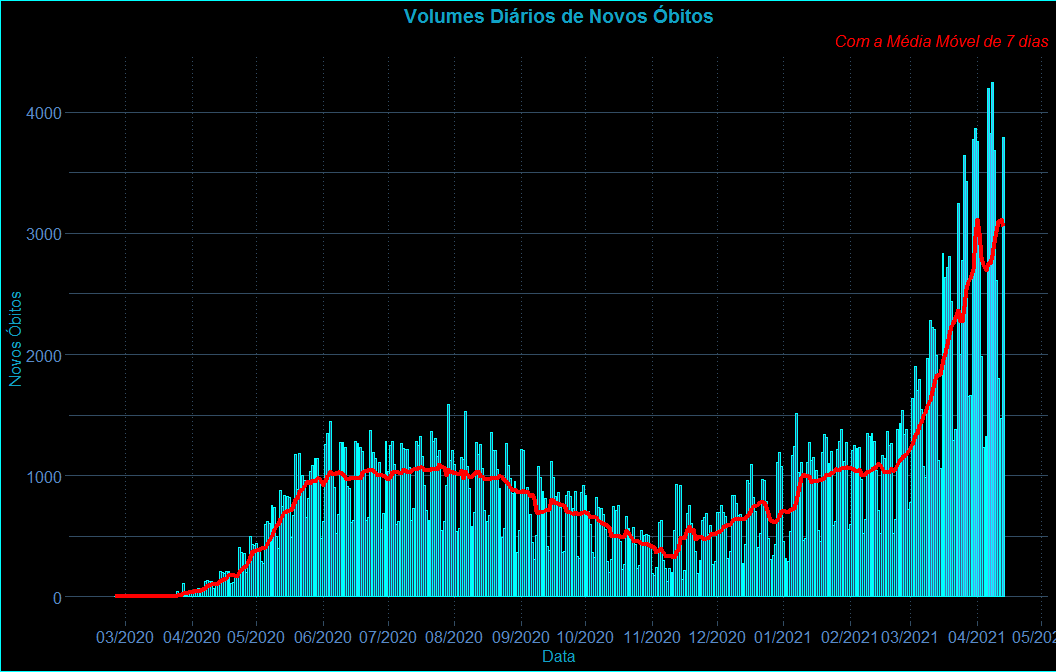 Volumes Diários de Novos Óbitos
Com a Média Móvel de 7 dias
Novos Óbitos
4000
3000
2000
1000
0
03/2020 04/2020 05/2020 06/2020 07/2020 08/2020 09/2020 10/2020 11/2020 12/2020 01/2021 02/2021 03/2021 04/2021 05/202
Data